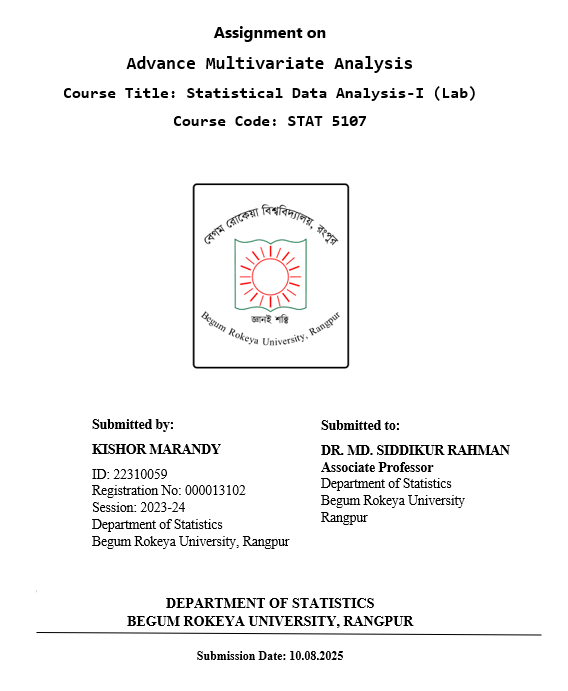 Assignment on
Advance Multivariate Analysis
Course Title: Statistical Data Analysis-I (Lab)
Course Code: STAT 5107
বেগম রোকেয়া বিশ্ববিদ্যালয়, রংপুর
জ্ঞানই শক্তি
Begum Rokeya University, Rangpur
Submitted by:
KISHOR MARANDY
ID: 22310059
Registration No: 000013102
Session: 2023-24
Department of Statistics
Begum Rokeya University, Rangpur
Submitted to:
DR. MD. SIDDIKUR RAHMAN
Associate Professor
Department of Statistics
Begum Rokeya University
Rangpur
DEPARTMENT OF STATISTICS
BEGUM ROKEYA UNIVERSITY, RANGPUR
Submission Date: 10.08.2025